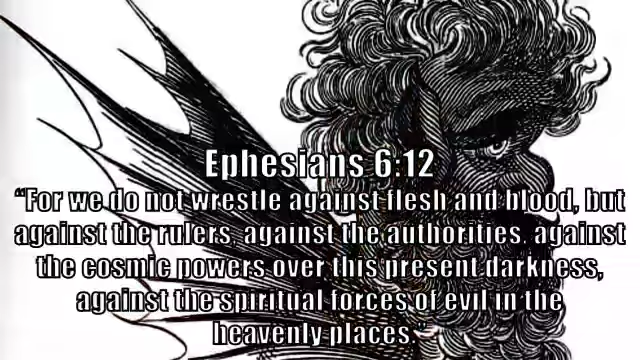 Ephesians 6:12
“For we do not wrestle against flesh and blood, but
against the rulers, against the authorities, against
the cosmic powers over this present darkness,
against the spiritual forces of evil in the
heavenly places.